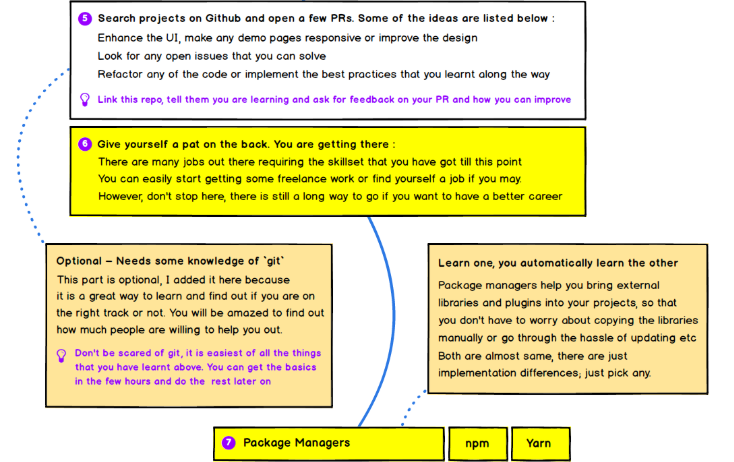 5 Search projects on Github and open a few PRs. Some of the ideas are listed below :
Enhance the UI, make any demo pages responsive or improve the design
Look for any open issues that you can solve
Refactor any of the code or implement the best practices that you learnt along the way
Link this repo, tell them you are learning and ask for feedback on your PR and how you can improve
6 Give yourself a pat on the back. You are getting there :
There are many jobs out there requiring the skillset that you have got till this point
You can easily start getting some freelance work or find yourself a job if you may.
However, don't stop here, there is still a long way to go if you want to have a better career
Optional – Needs some knowledge of `git`
This part is optional, I added it here because
it is a great way to learn and find out if you are on
the right track or not. You will be amazed to find out
how much people are willing to help you out.
Don't be scared of git, it is easiest of all the things
that you have learnt above. You can get the basics
in the few hours and do the rest later on
Learn one, you automatically learn the other
Package managers help you bring external
libraries and plugins into your projects, so that
you don't have to worry about copying the libraries
manually or go through the hassle of updating etc
Both are almost same, there are just
implementation differences; just pick any.
7 Package Managers
npm
Yarn